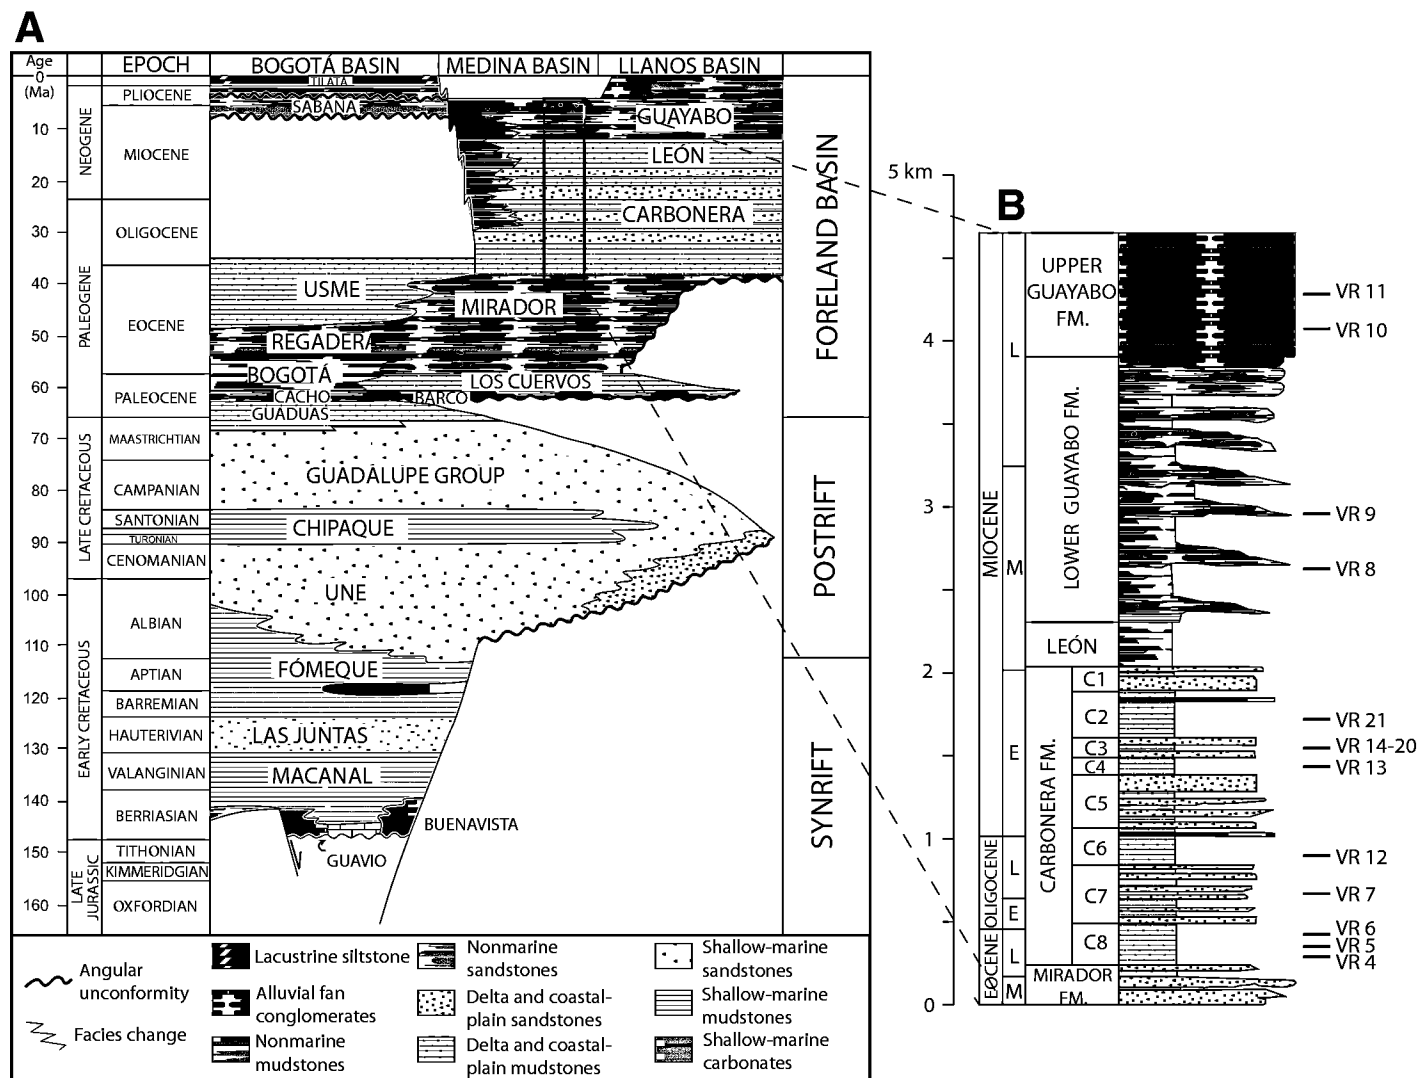 A
Age
0
(Ma)
EPOCH
BOGOTÁ BASIN
MEDINA BASIN
LLANOS BASIN
10
20
30
40
50
60
70
80
90
100
110
120
130
140
150
160
NEOGENE
PALEOGENE
LATE CRETACEOUS
EARLY CRETACEOUS
LATE
JURASSIC
PLIOCENE
MIOCENE
OLIGOCENE
EOCENE
PALEOCENE
MAASTRICHTIAN
CAMPANIAN
SANTONIAN
TURONIAN
CENOMANIAN
ALBIAN
APTIAN
BARREMIAN
HAUTERIVIAN
VALANGINIAN
BERRIASIAN
TITHONIAN
KIMMERIDGIAN
OXFORDIAN
TILATÁ
SABANA
GUAYABO
LEÓN
CARBONERA
USME
MIRADOR
REGADERA
BOGOTÁ
LOS CUERVOS
CACHO
BARCO
GUADUAS
GUADALUPE GROUP
CHIPAQUE
UNE
FÓMEQUE
LAS JUNTAS
MACANAL
BUENAVISTA
GUAVIO
FORELAND BASIN
POSTRIFT
SYNRIFT
Angular
unconformity
Facies change
Lacustrine siltstone
Alluvial fan
conglomerates
Nonmarine
mudstones
Nonmarine
sandstones
Delta and coastal-
plain sandstones
Delta and coastal-
plain mudstones
Shallow-marine
sandstones
Shallow-marine
mudstones
Shallow-marine
carbonates
B
5 km
4
3
2
1
0
MIOCENE
OLIGOCENE
EOCENE
L
M
E
L
E
L
M
UPPER
GUAYABO
FM.
LOWER GUAYABO FM.
LEÓN
CARBONERA FM.
C1
C2
C3
C4
C5
C6
C7
C8
MIRADOR
FM.
VR 11
VR 10
VR 9
VR 8
VR 21
VR 14-20
VR 13
VR 12
VR 7
VR 6
VR 5
VR 4